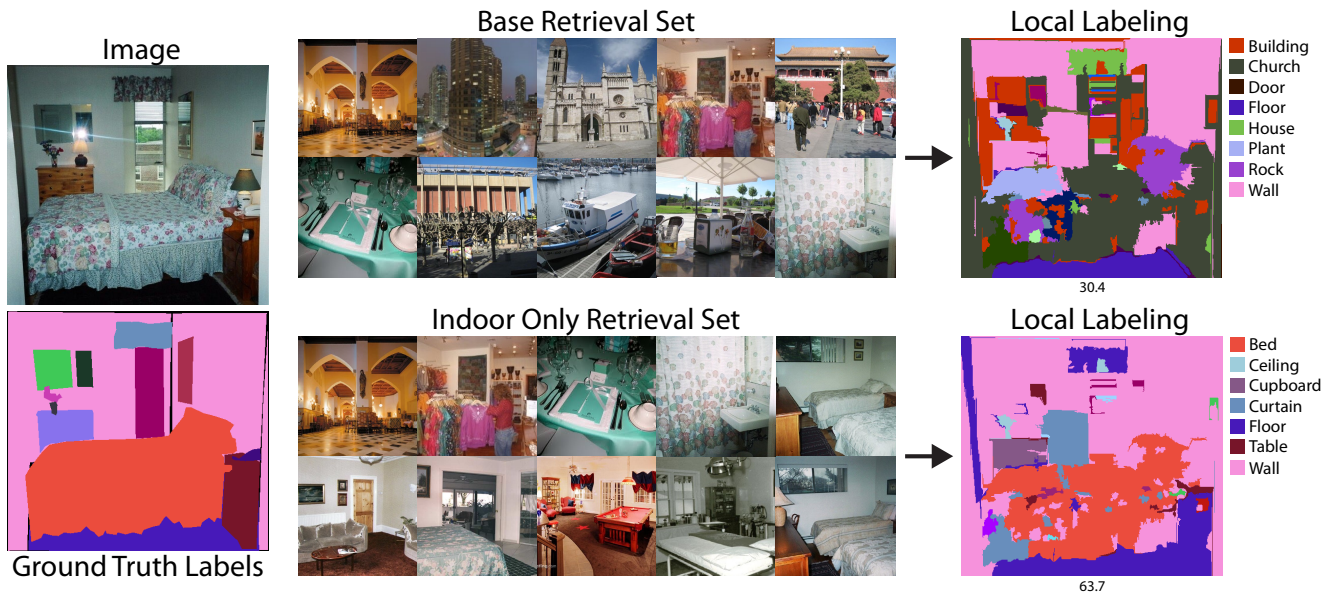 Image
Base Retrieval Set
Local Labeling
Building
Church
Door
Floor
House
Plant
Rock
Wall
30.4
Ground Truth Labels
Indoor Only Retrieval Set
Local Labeling
Bed
Ceiling
Cupboard
Curtain
Floor
Table
Wall
63.7